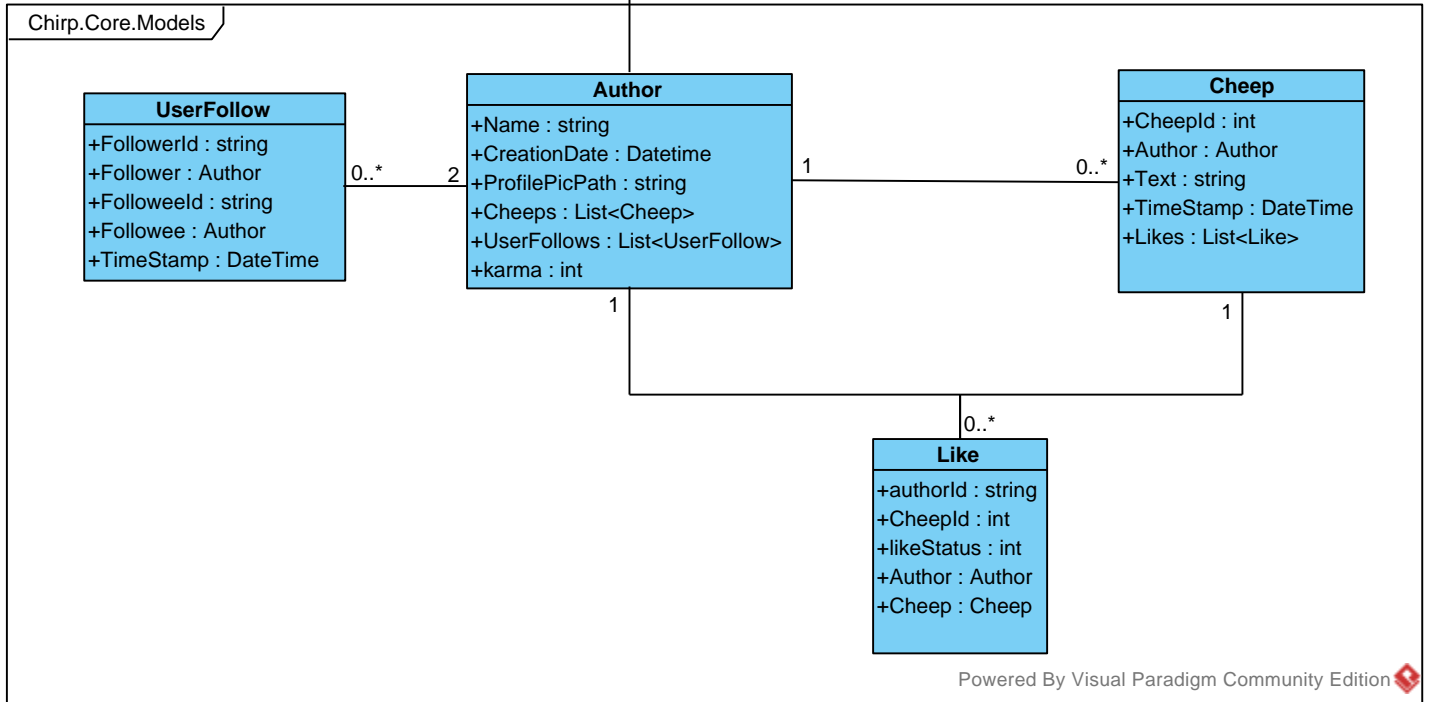 Chirp.Core.Models
UserFollow
+FollowerId : string
+Follower : Author
+FolloweeId : string
+Followee : Author
+TimeStamp : DateTime
0..*
2
Author
+Name : string
+CreationDate : Datetime
+ProfilePicPath : string
+Cheeps : List<Cheep>
+UserFollows : List<UserFollow>
+karma : int
1
0..*
Cheep
+CheepId : int
+Author : Author
+Text : string
+TimeStamp : DateTime
+Likes : List<Like>
1
1
0..*
Like
+authorId : string
+CheepId : int
+likeStatus : int
+Author : Author
+Cheep : Cheep
Powered By Visual Paradigm Community Edition